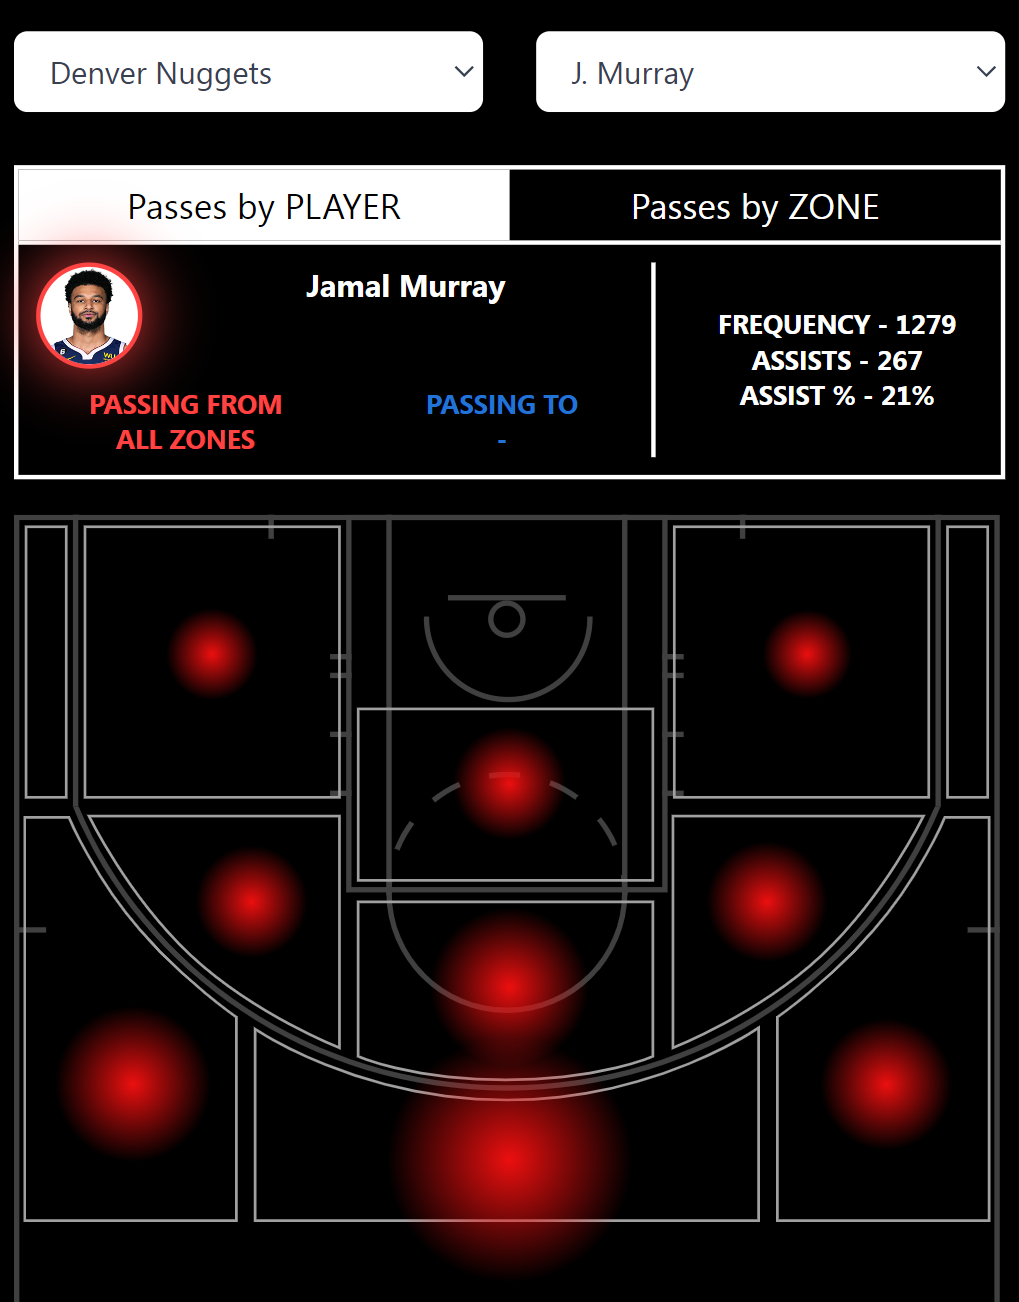 Denver Nuggets
J. Murray
Passes by PLAYER
Passes by ZONE
Jamal Murray
PASSING FROM
ALL ZONES
PASSING TO
-
FREQUENCY - 1279
ASSISTS - 267
ASSIST % - 21%